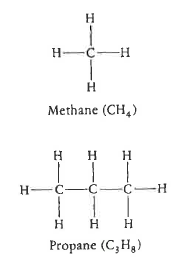 H
H—C—H
H
Methane (CH₄)
H H H
H—C—C—C—H
H H H
Propane (C₃H₈)